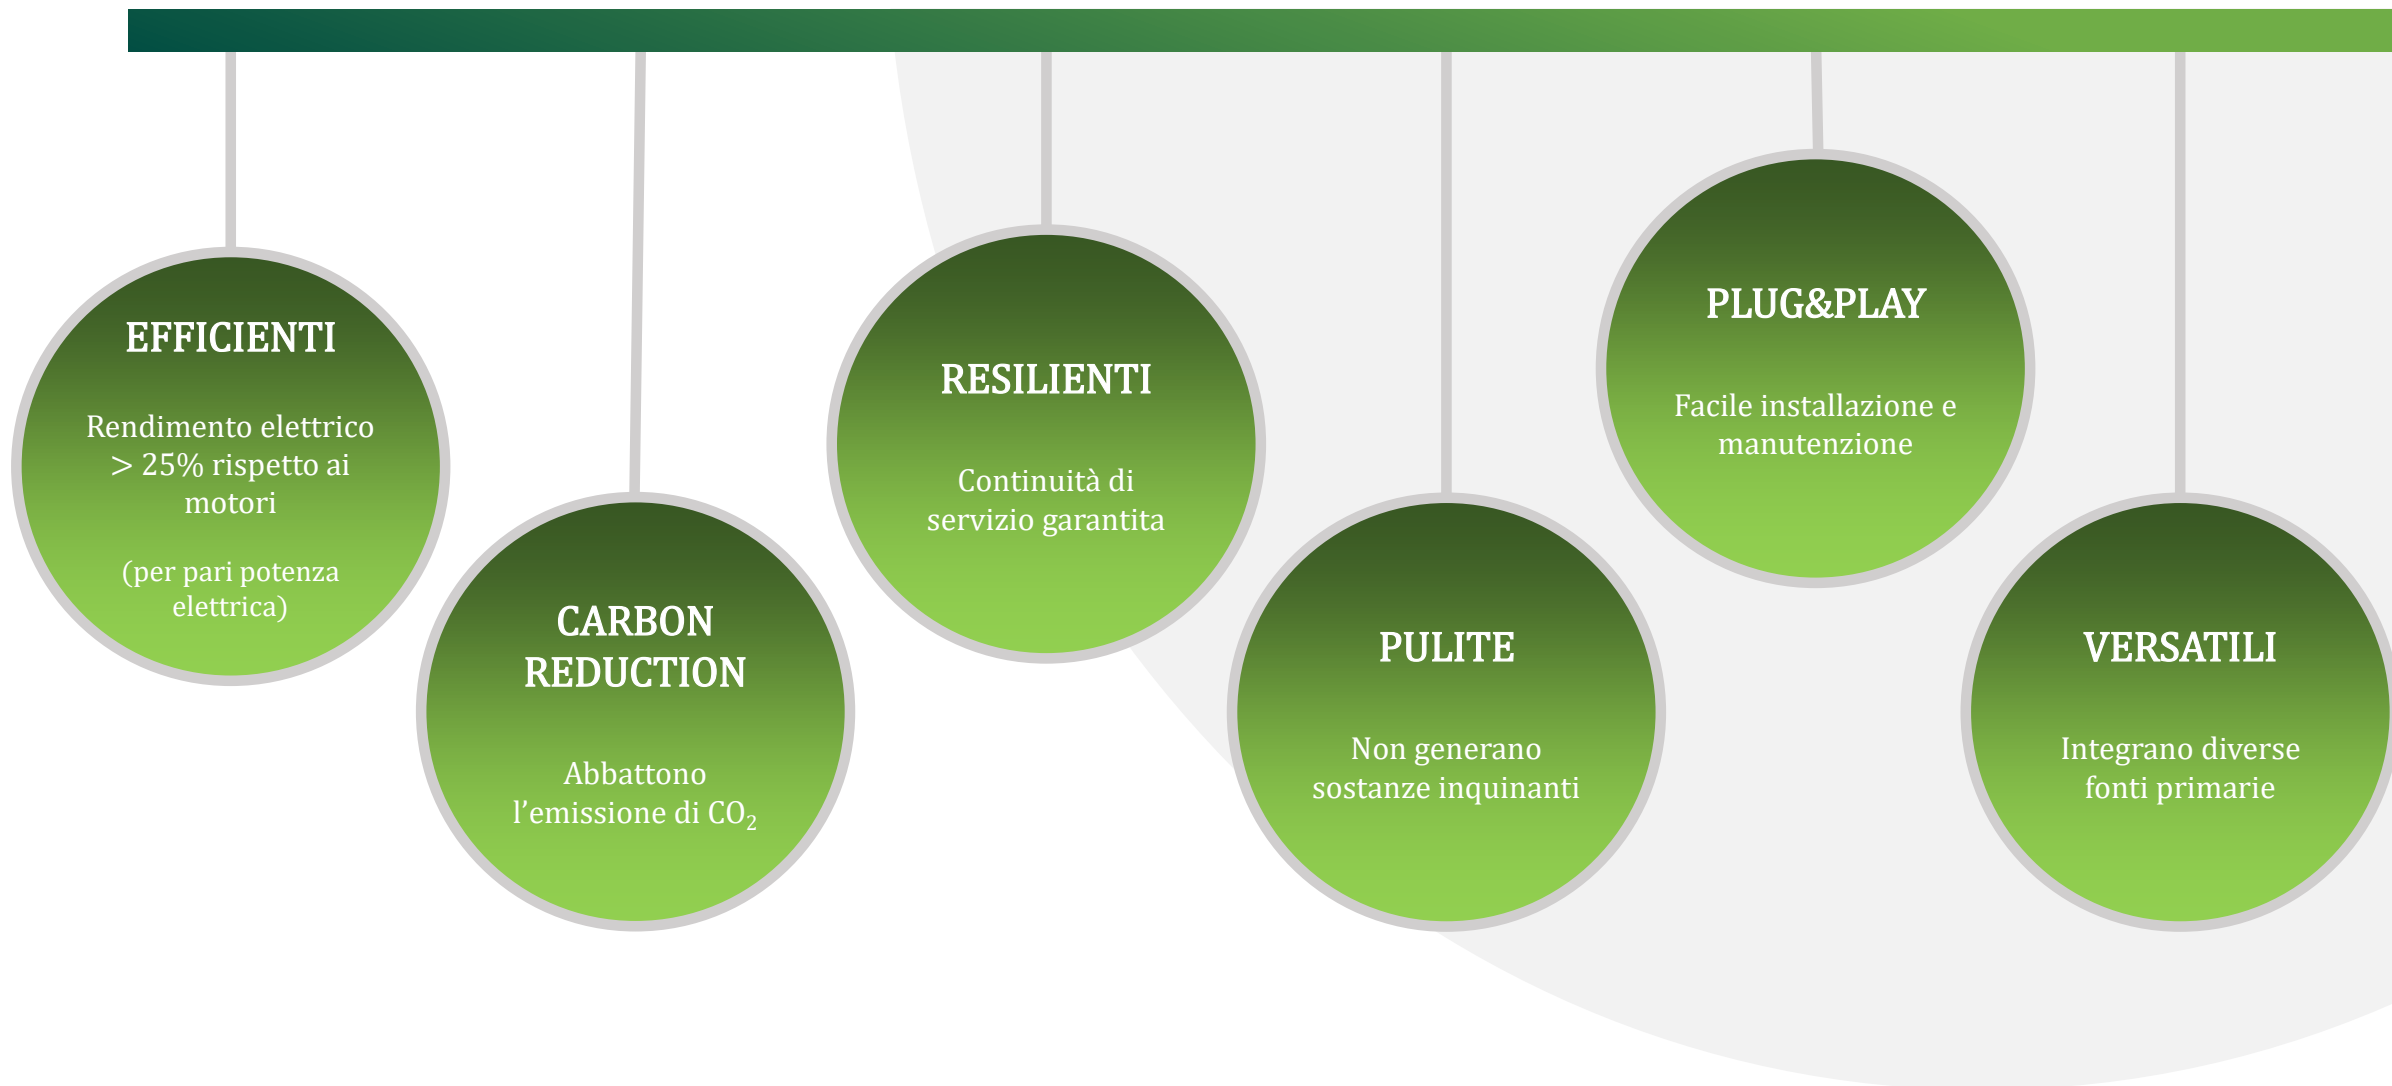 EFFICIENTI
Rendimento elettrico
> 25% rispetto ai
motori
(per pari potenza
elettrica)
CARBON
REDUCTION
Abbattono
l’emissione di CO₂
RESILIENTI
Continuità di
servizio garantita
PULITE
Non generano
sostanze inquinanti
PLUG&PLAY
Facile installazione e
manutenzione
VERSATILI
Integrano diverse
fonti primarie